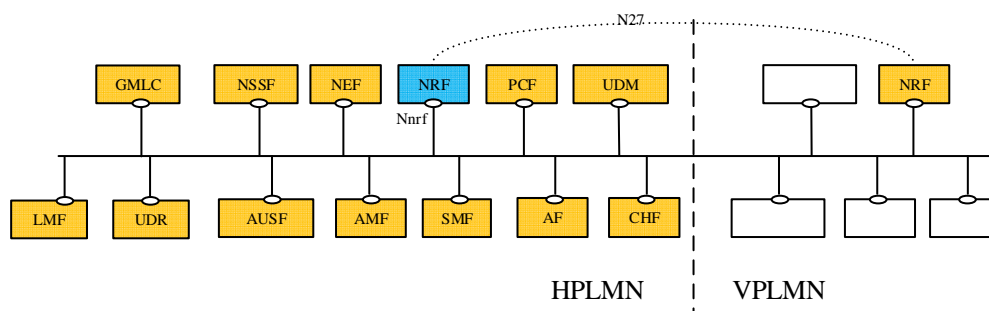 N27
GMLC NSSF NEF NRF PCF UDM NRF
Nnrf
LMF UDR AUSF AMF SMF AF CHF
HPLMN VPLMN